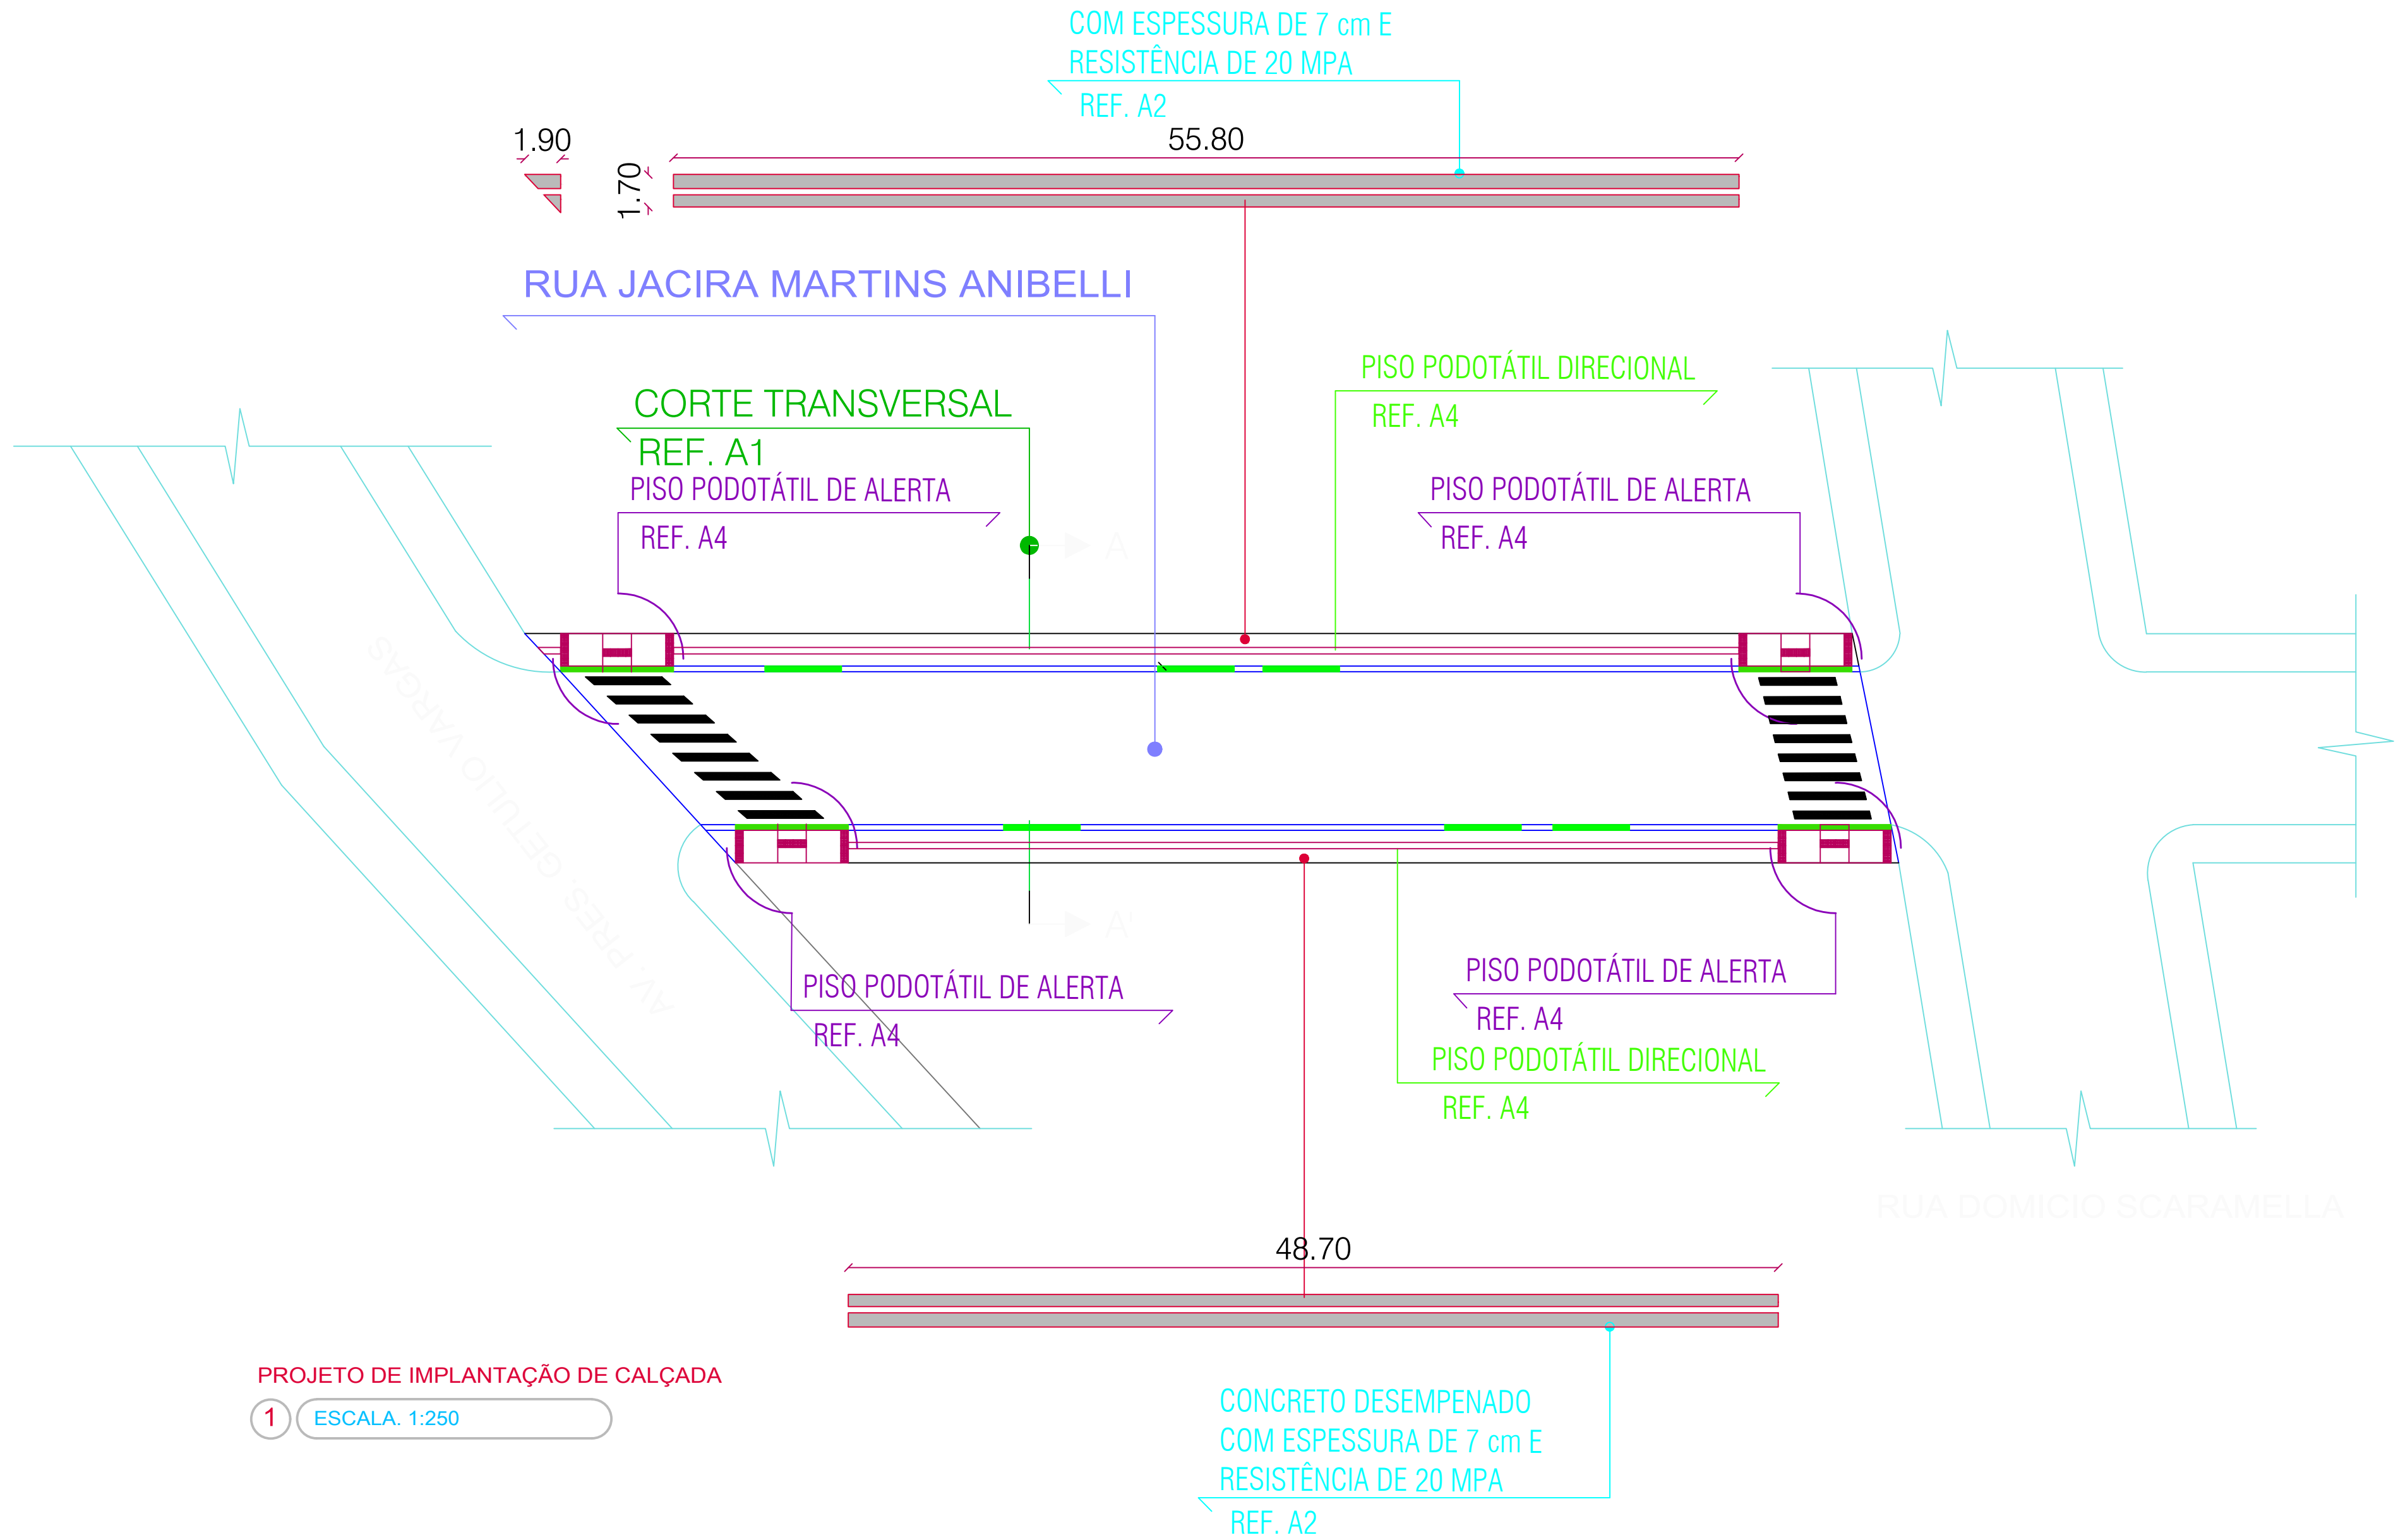 COM ESPESSURA DE 7 cm E
RESISTÊNCIA DE 20 MPA
REF. A2
1.90
55.80
1.70
RUA JACIRA MARTINS ANIBELLI
PISO PODOTÁTIL DIRECIONAL
REF. A4
CORTE TRANSVERSAL
REF. A1
PISO PODOTÁTIL DE ALERTA
REF. A4
PISO PODOTÁTIL DE ALERTA
REF. A4
A
AV. PRES. GETULIO VARGAS
A'
PISO PODOTÁTIL DE ALERTA
REF. A4
PISO PODOTÁTIL DE ALERTA
REF. A4
PISO PODOTÁTIL DIRECIONAL
REF. A4
RUA DOMICIO SCARAMELLA
48.70
PROJETO DE IMPLANTAÇÃO DE CALÇADA
1
ESCALA. 1:250
CONCRETO DESEMPENADO
COM ESPESSURA DE 7 cm E
RESISTÊNCIA DE 20 MPA
REF. A2